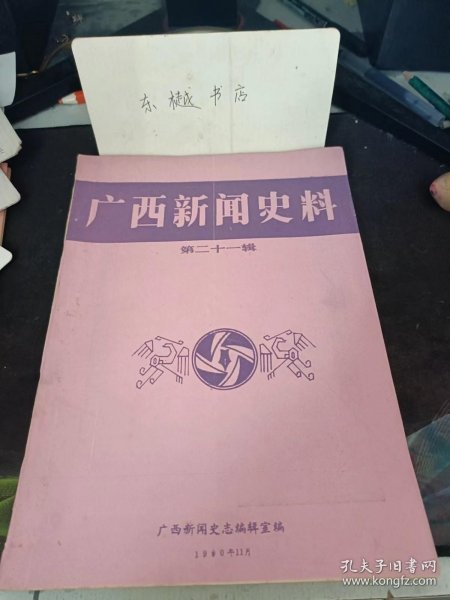 东樾书店
广西新闻史料
第二十一辑
广西新闻史志编辑室编
1990年11月
孔夫子旧书网
www.kongfz.com